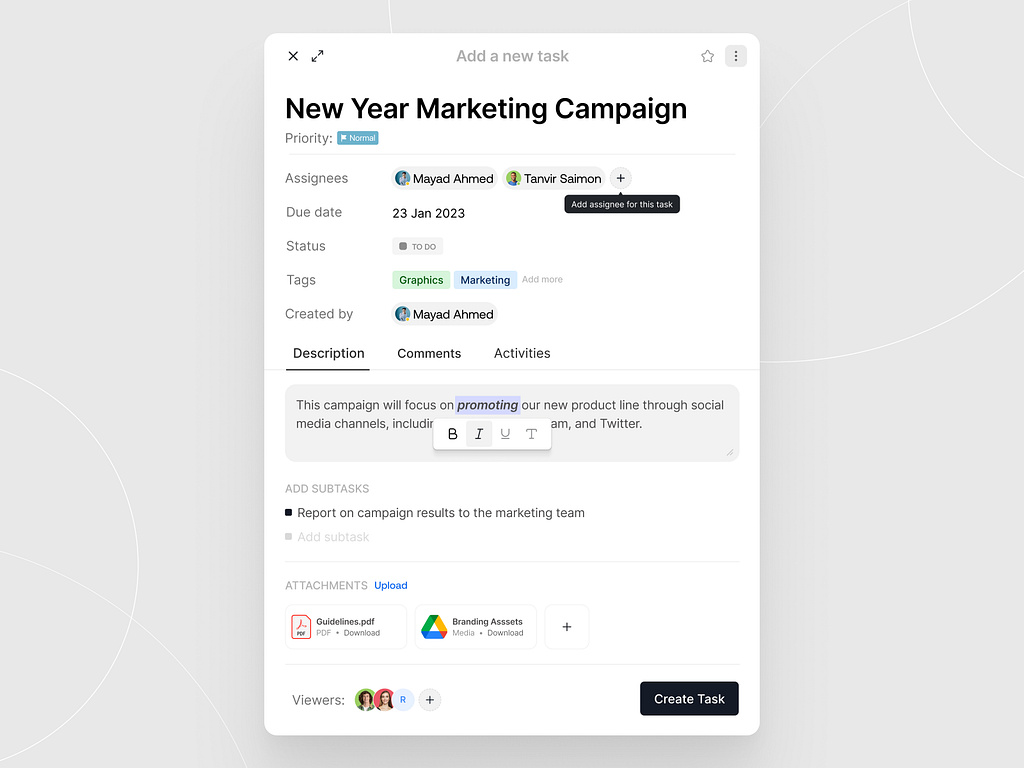 Add a new task
New Year Marketing Campaign
Priority: Normal
Assignees Mayad Ahmed Tanvir Saimon +
Add assignee for this task
Due date 23 Jan 2023
Status TO DO
Tags Graphics Marketing Add more
Created by Mayad Ahmed
Description Comments Activities
This campaign will focus on promoting our new product line through social
media channels, and Twitter.
B I U T
ADD SUBTASKS
Report on campaign results to the marketing team
Add subtask
ATTACHMENTS Upload
Guidelines.pdf
PDF • Download
PDF
Branding Asssets
Media • Download
+
Viewers: R +
Create Task